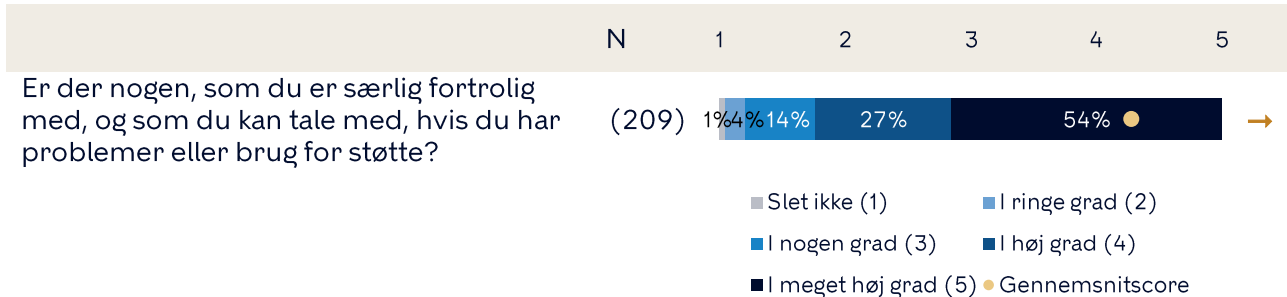 N 1 2 3 4 5
Er der nogen, som du er særlig fortrolig
med, og som du kan tale med, hvis du har
problemer eller brug for støtte?
(209) 1% 4% 14% 27% 54%
Slet ikke (1) I ringe grad (2)
I nogen grad (3) I høj grad (4)
I meget høj grad (5) Gennemsnitscore